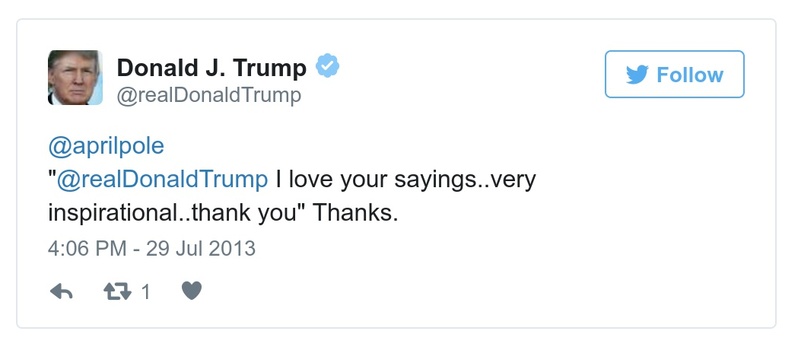 Donald J. Trump
@realDonaldTrump
Follow
@aprilpole
"@realDonaldTrump I love your sayings..very
inspirational..thank you" Thanks.
4:06 PM - 29 Jul 2013
1